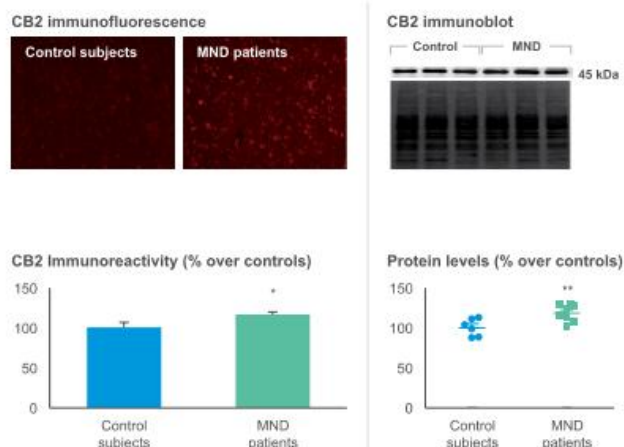 CB2 immunofluorescence
Control subjects
MND patients
CB2 immunoblot
Control
MND
45 kDa
CB2 Immunoreactivity (% over controls)
150
100
50
0
*
Control
subjects
MND
patients
Protein levels (% over controls)
150
100
50
0
**
Control
subjects
MND
patients